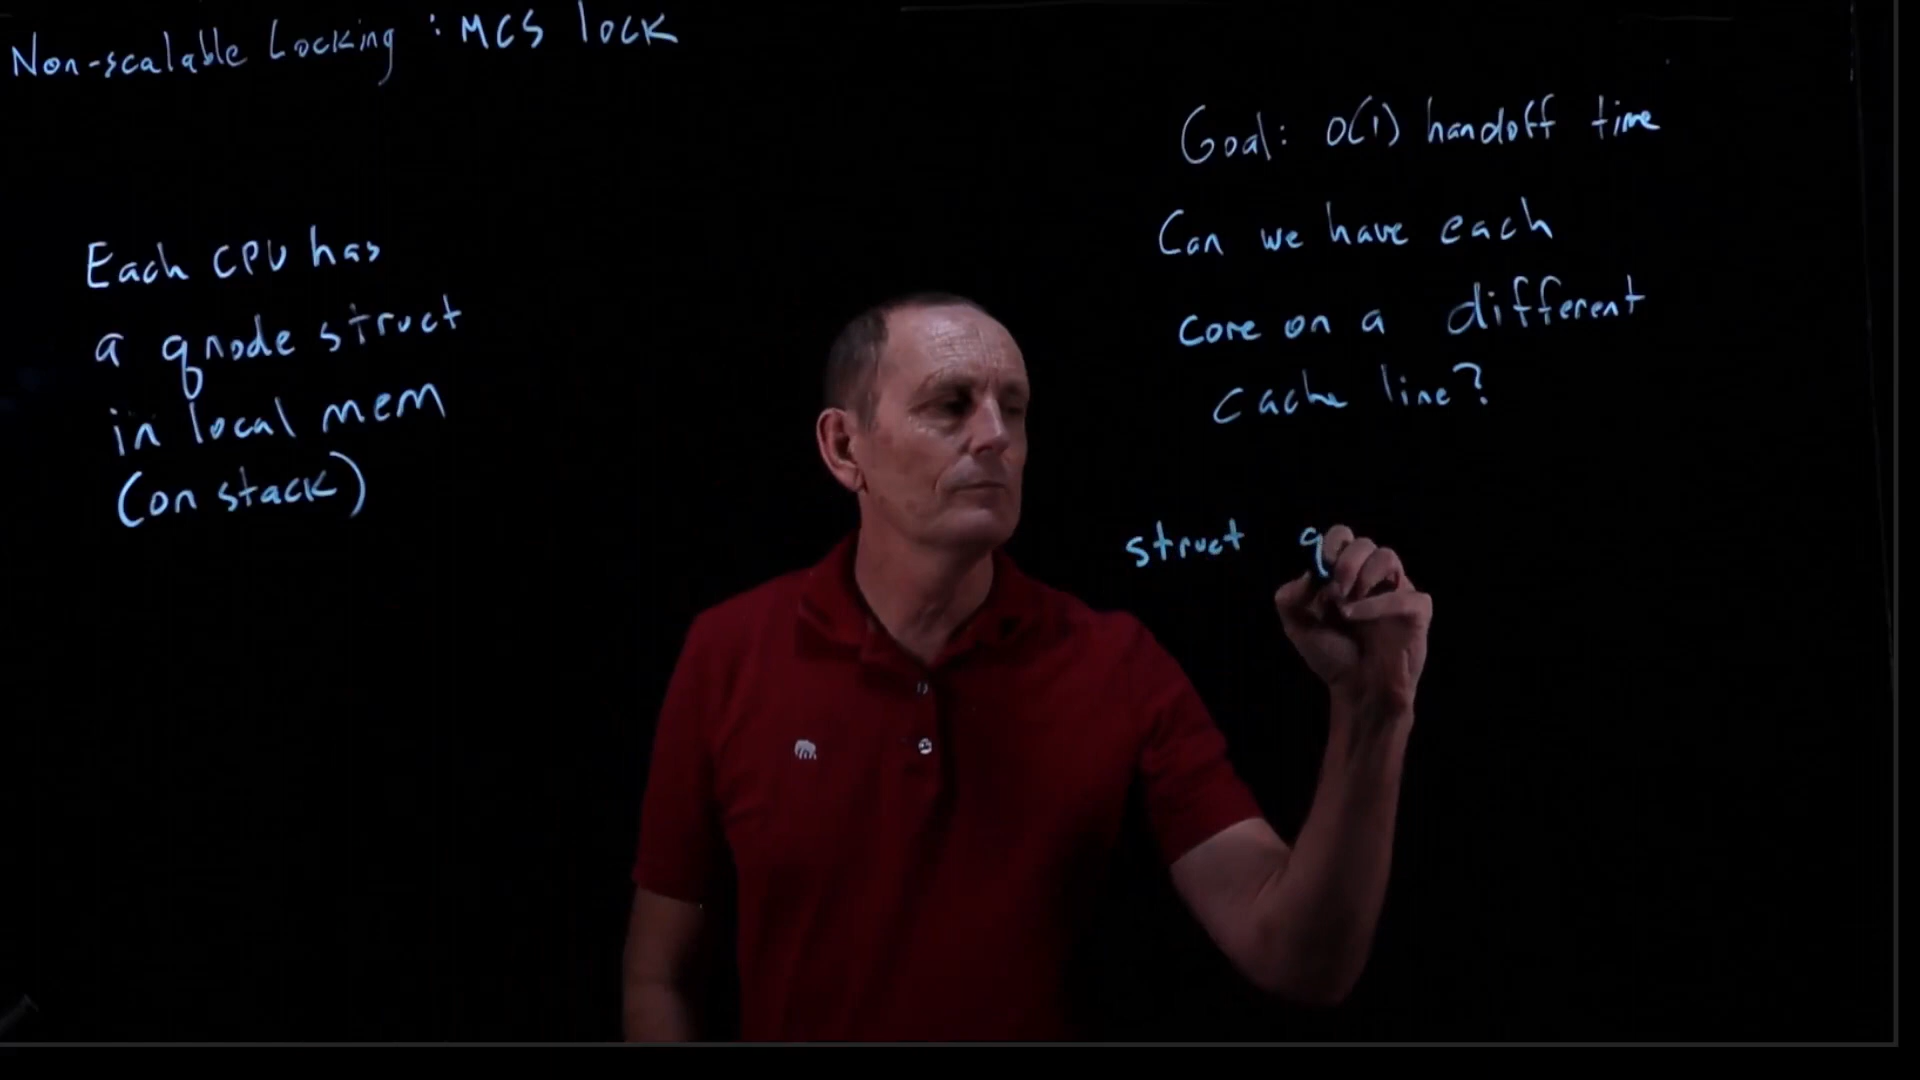 Non-scalable Locking : MCS lock
Each CPU has
a qnode struct
in local mem
(on stack)
Goal: O(1) handoff time
Can we have each
core on a different
cache line?
struct q